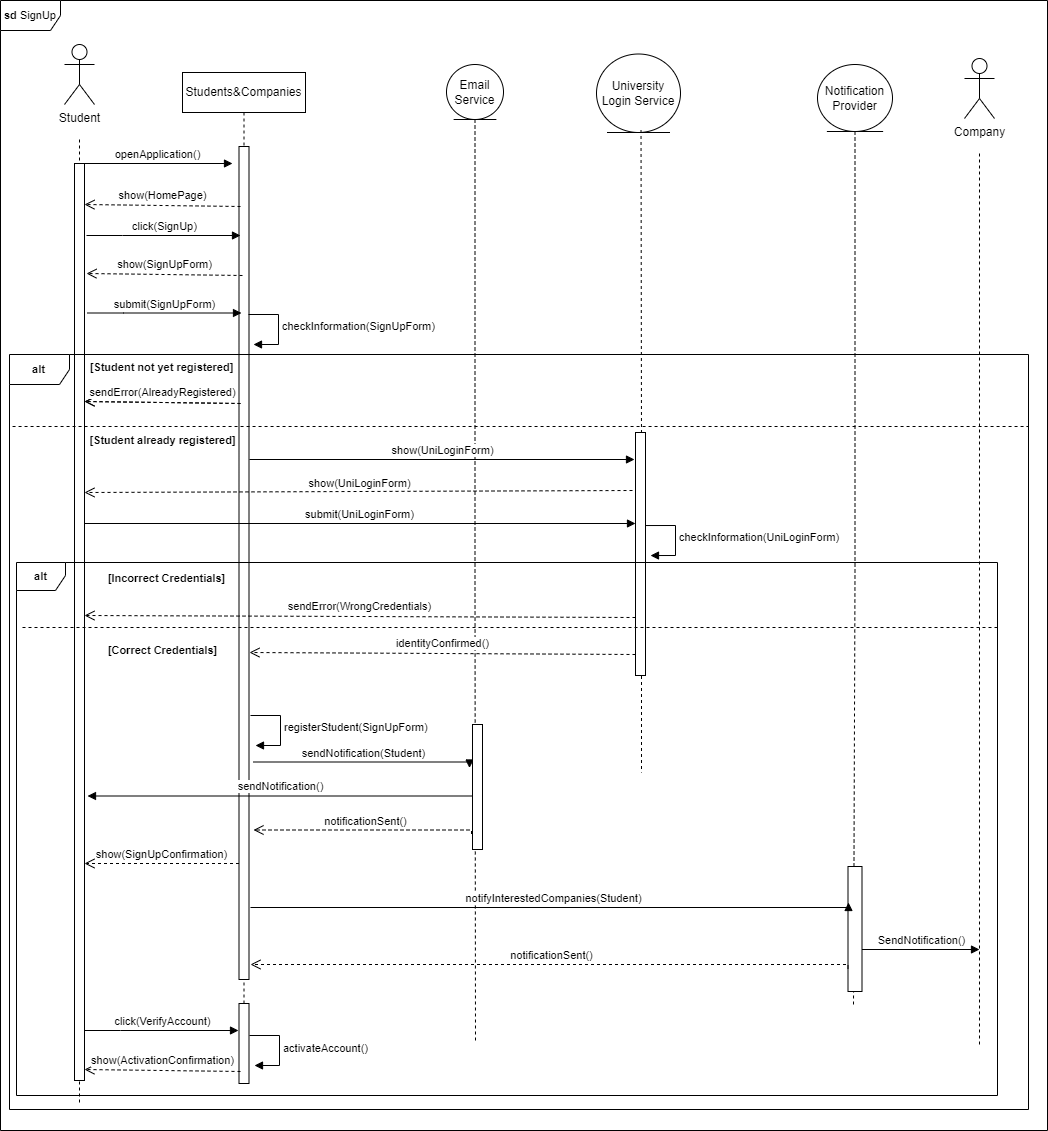 sd SignUp
Student
Students&Companies
Email
Service
University
Login Service
Notification
Provider
Company
openApplication()
show(HomePage)
click(SignUp)
show(SignUpForm)
submit(SignUpForm)
checkInformation(SignUpForm)
alt
[Student not yet registered]
sendError(AlreadyRegistered)
[Student already registered]
show(UniLoginForm)
show(UniLoginForm)
submit(UniLoginForm)
checkInformation(UniLoginForm)
alt
[Incorrect Credentials]
sendError(WrongCredentials)
identityConfirmed()
[Correct Credentials]
registerStudent(SignUpForm)
sendNotification(Student)
sendNotification()
notificationSent()
show(SignUpConfirmation)
notifyInterestedCompanies(Student)
SendNotification()
notificationSent()
click(VerifyAccount)
activateAccount()
show(ActivationConfirmation)